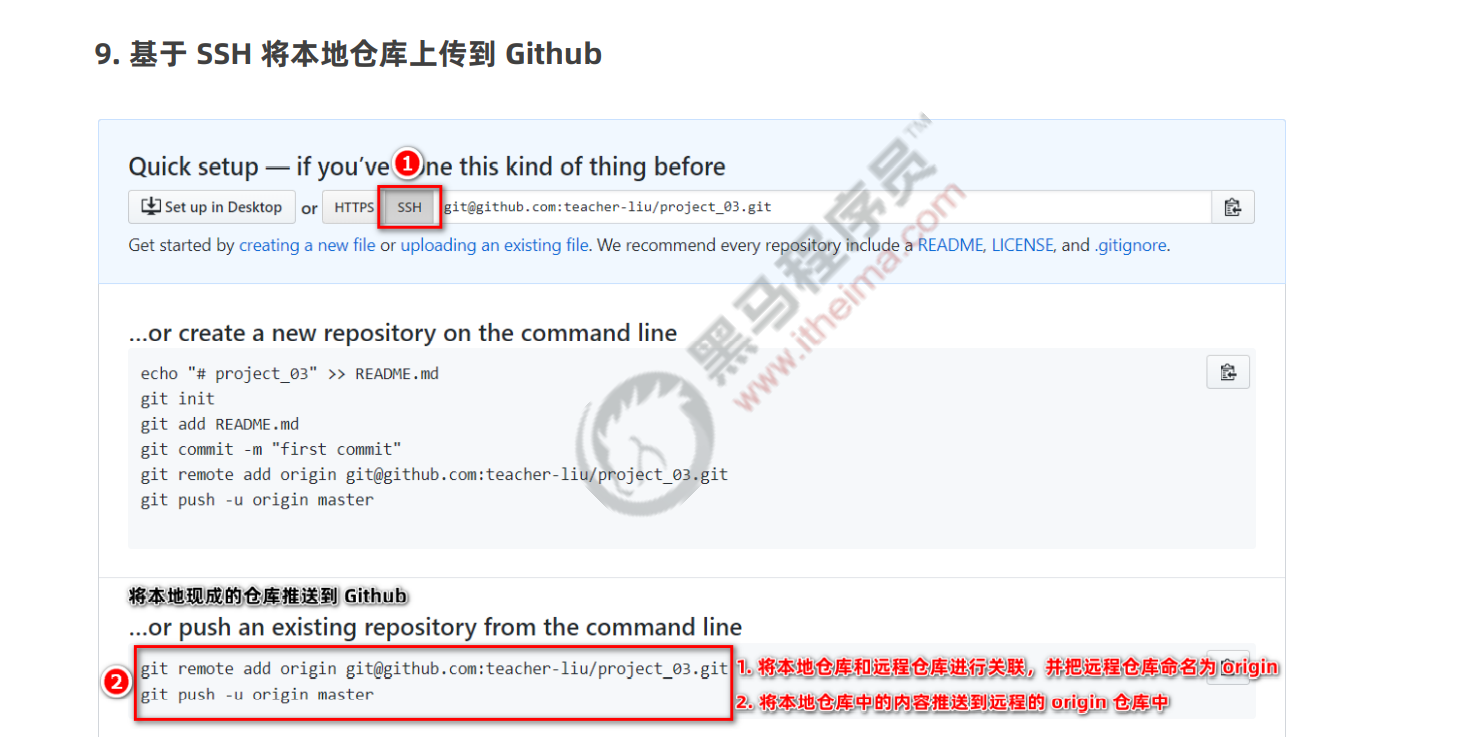 9. 基于 SSH 将本地仓库上传到 Github
Quick setup — if you've one this kind of thing before
1
Set up in Desktop or HTTPS SSH git@github.com:teacher-liu/project_03.git
Get started by creating a new file or uploading an existing file. We recommend every repository include a README, LICENSE, and .gitignore.
…or create a new repository on the command line
echo "# project_03" >> README.md
git init
git add README.md
git commit -m "first commit"
git remote add origin git@github.com:teacher-liu/project_03.git
git push -u origin master
黑马程序员™
www.itheima.com
将本地现成的仓库推送到 Github
…or push an existing repository from the command line
2
git remote add origin git@github.com:teacher-liu/project_03.git
git push -u origin master
1. 将本地仓库和远程仓库进行关联，并把远程仓库命名为 origin
2. 将本地仓库中的内容推送到远程的 origin 仓库中